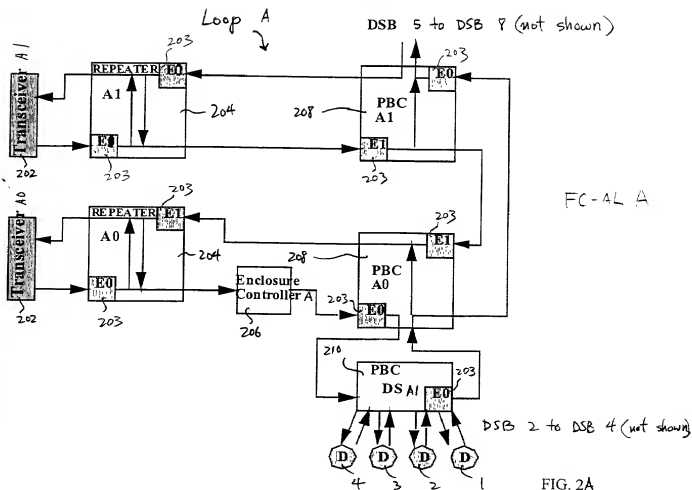 Loop A
DSB 5 to DSB 8 (not shown)
Transceiver A1
202
REPEATER
A1
E0
203
E0
203
204
PBC
A1
208
E0
203
E1
203
FC-AL A
Transceiver A0
202
REPEATER
A0
E1
203
E0
203
204
Enclosure
Controller A
206
PBC
A0
208
E1
203
E0
203
210
PBC
DS A1
E0
203
DSB 2 to DSB 4 (not shown)
D
D
D
D
4
3
2
1
FIG. 2A